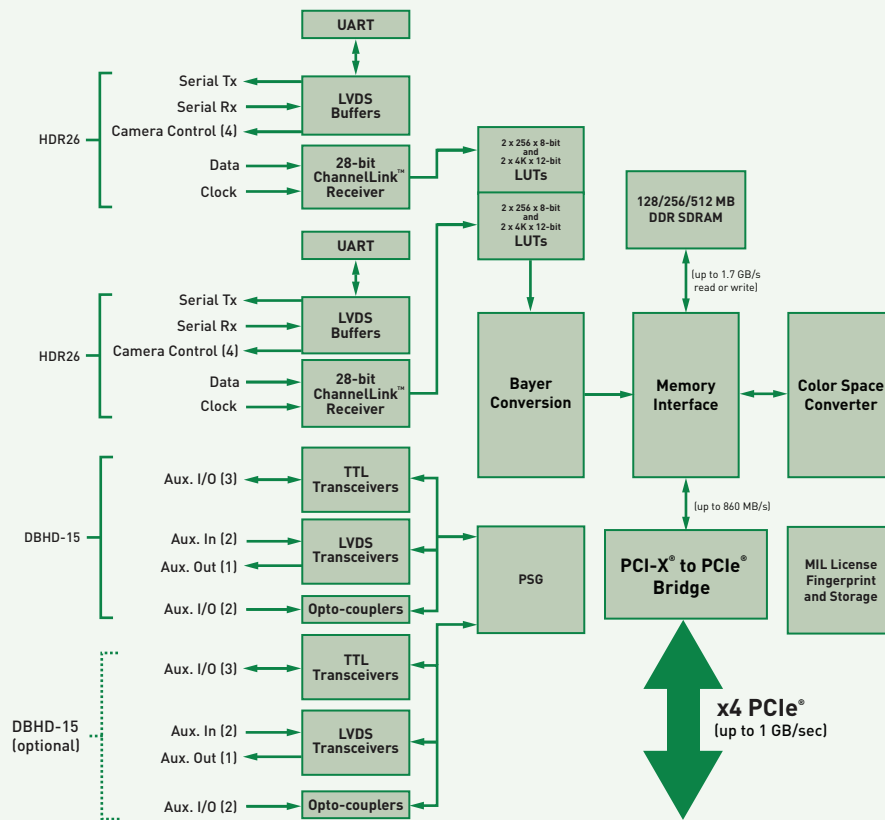 UART
HDR26
Serial Tx
Serial Rx
Camera Control (4)
Data
Clock
LVDS
Buffers
28-bit
ChannelLink™
Receiver
2 x 256 x 8-bit
and
2 x 4K x 12-bit
LUTs
2 x 256 x 8-bit
and
2 x 4K x 12-bit
LUTs
128/256/512 MB
DDR SDRAM
(up to 1.7 GB/s
read or write)
UART
HDR26
Serial Tx
Serial Rx
Camera Control (4)
Data
Clock
LVDS
Buffers
28-bit
ChannelLink™
Receiver
Bayer
Conversion
Memory
Interface
Color Space
Converter
(up to 860 MB/s)
DBHD-15
Aux. I/O (3)
Aux. In (2)
Aux. Out (1)
Aux. I/O (2)
TTL
Transceivers
LVDS
Transceivers
Opto-couplers
PSG
PCI-X® to PCIe®
Bridge
MIL License
Fingerprint
and Storage
DBHD-15
(optional)
Aux. I/O (3)
Aux. In (2)
Aux. Out (1)
Aux. I/O (2)
TTL
Transceivers
LVDS
Transceivers
Opto-couplers
x4 PCIe®
(up to 1 GB/sec)